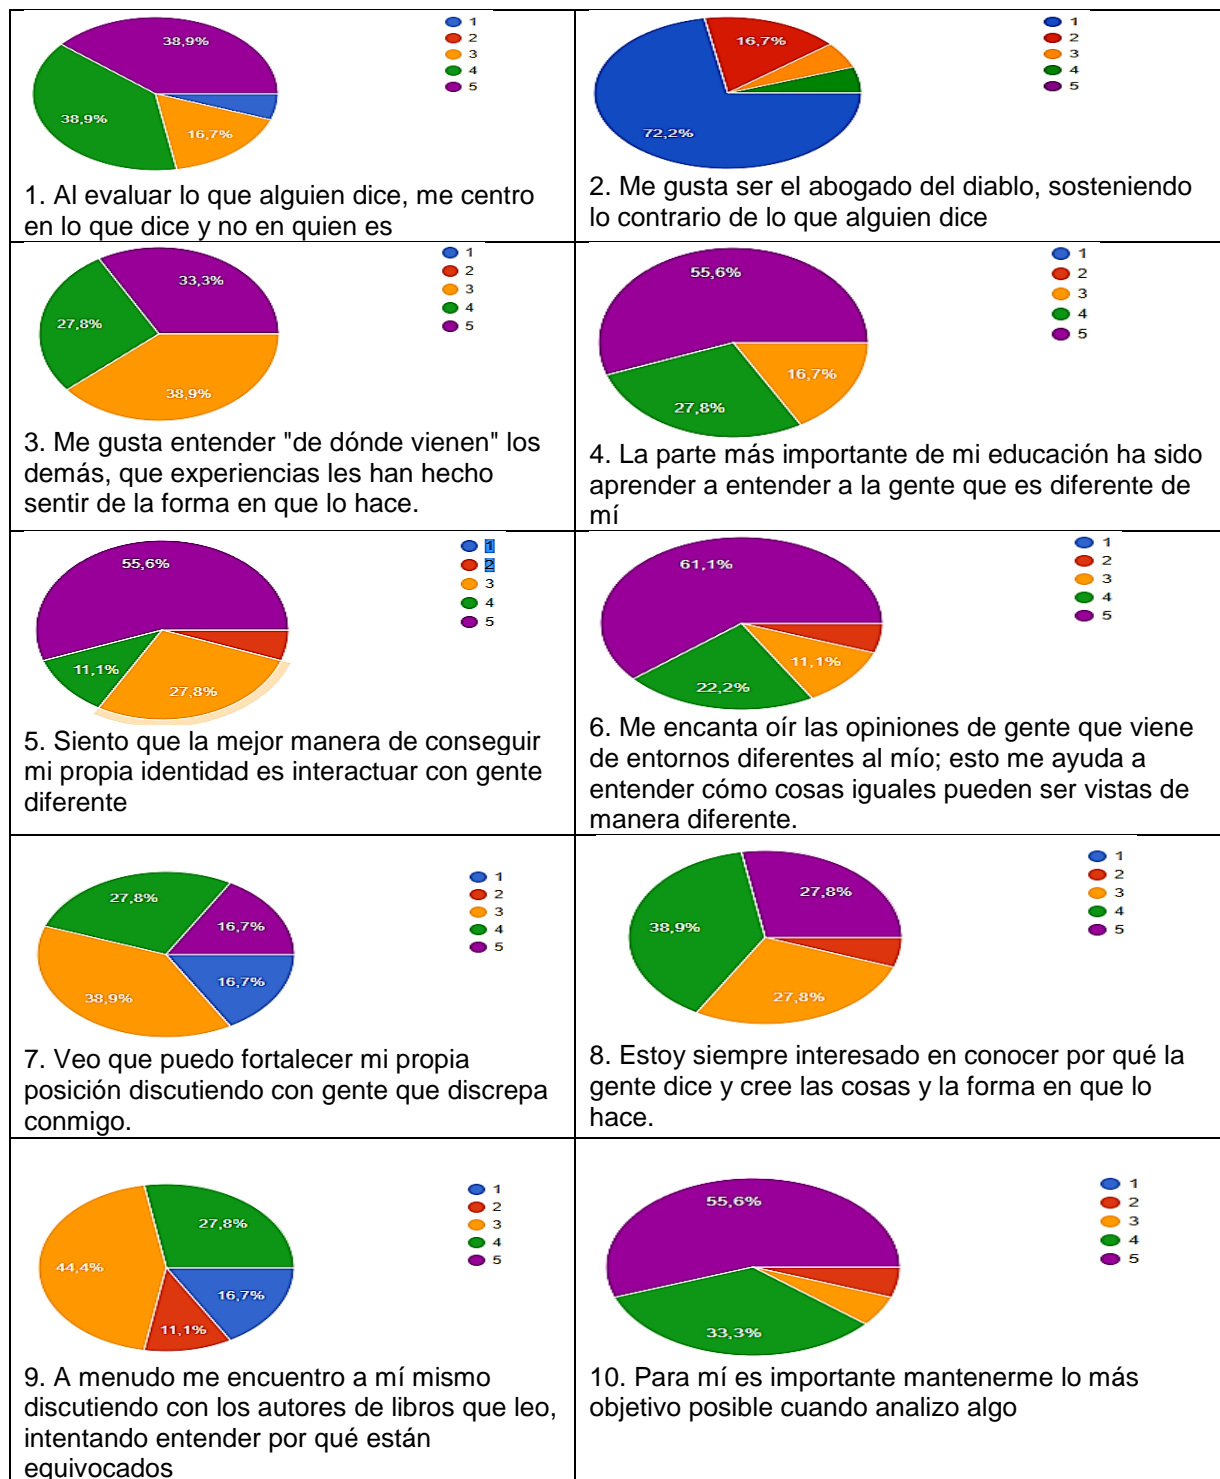 38,9%
38,9%
16,7%
1
2
3
4
5
1. Al evaluar lo que alguien dice, me centro
en lo que dice y no en quien es
16,7%
72,2%
1
2
3
4
5
2. Me gusta ser el abogado del diablo, sosteniendo
lo contrario de lo que alguien dice
33,3%
27,8%
38,9%
1
2
3
4
5
3. Me gusta entender "de dónde vienen" los
demás, que experiencias les han hecho
sentir de la forma en que lo hace.
55,6%
16,7%
27,8%
1
2
3
4
5
4. La parte más importante de mi educación ha sido
aprender a entender a la gente que es diferente de
mí
55,6%
11,1%
27,8%
1
2
3
4
5
5. Siento que la mejor manera de conseguir
mi propia identidad es interactuar con gente
diferente
61,1%
11,1%
22,2%
1
2
3
4
5
6. Me encanta oír las opiniones de gente que viene
de entornos diferentes al mío; esto me ayuda a
entender cómo cosas iguales pueden ser vistas de
manera diferente.
27,8%
16,7%
16,7%
38,9%
1
2
3
4
5
7. Veo que puedo fortalecer mi propia
posición discutiendo con gente que discrepa
conmigo.
27,8%
38,9%
27,8%
1
2
3
4
5
8. Estoy siempre interesado en conocer por qué la
gente dice y cree las cosas y la forma en que lo
hace.
27,8%
44,4%
16,7%
11,1%
1
2
3
4
5
9. A menudo me encuentro a mí mismo
discutiendo con los autores de libros que leo,
intentando entender por qué están
equivocados
55,6%
33,3%
1
2
3
4
5
10. Para mí es importante mantenerme lo más
objetivo posible cuando analizo algo